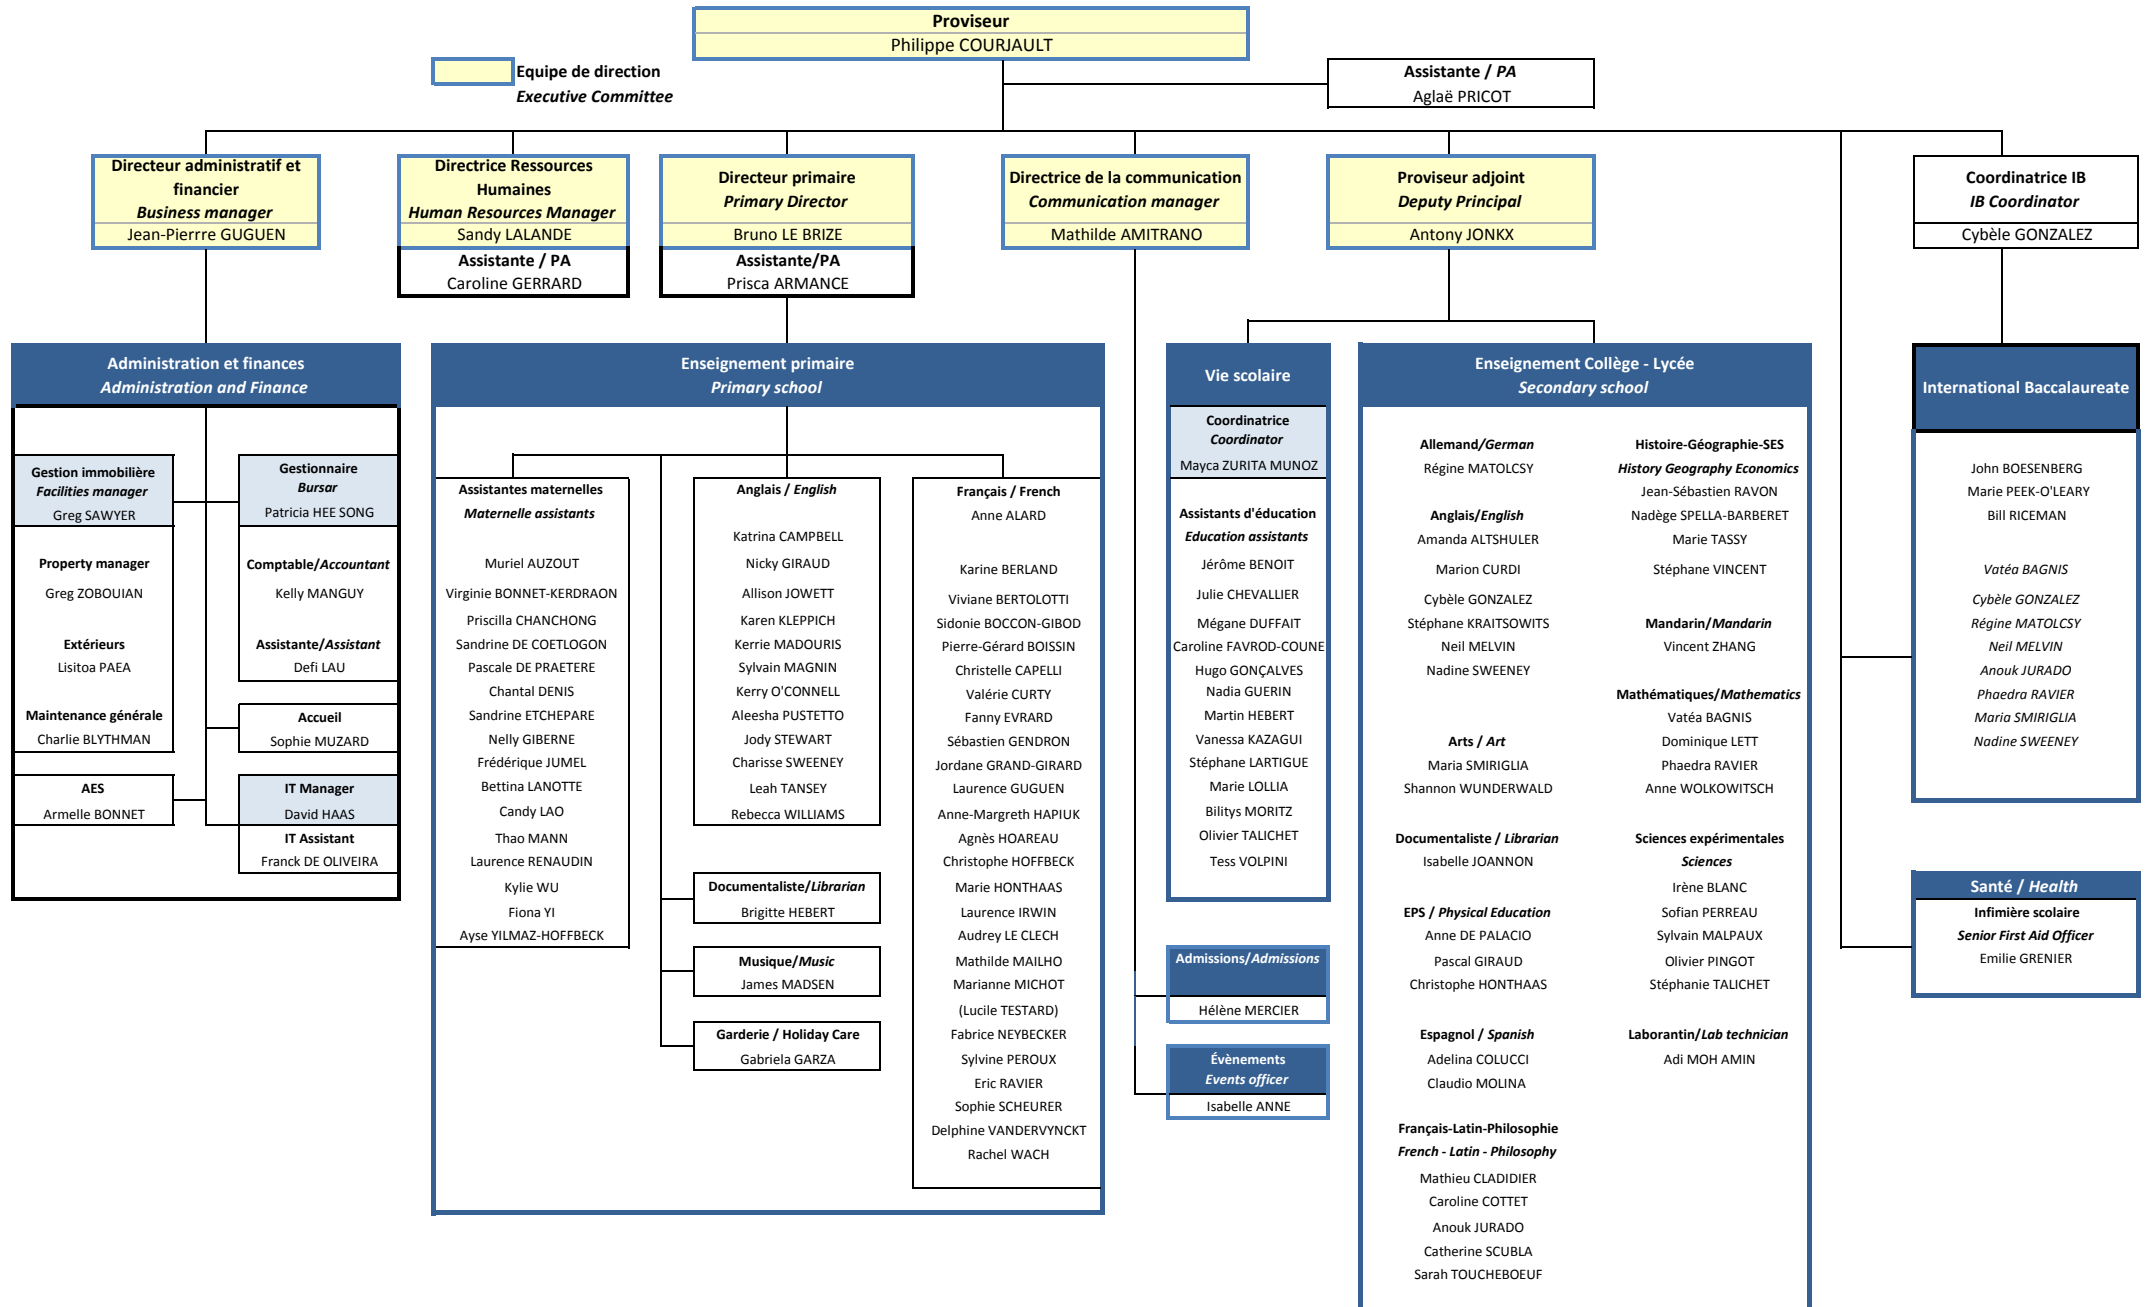 Proviseur
Philippe COURJAULT
Equipe de direction
Executive Committee
Assistante / PA
Aglaë PRICOT
Directeur administratif et
financier
Business manager
Jean-Pierrre GUGUEN
Directrice Ressources
Humaines
Human Resources Manager
Sandy LALANDE
Assistante / PA
Caroline GERRARD
Directeur primaire
Primary Director
Bruno LE BRIZE
Assistante/PA
Prisca ARMANCE
Directrice de la communication
Communication manager
Mathilde AMITRANO
Proviseur adjoint
Deputy Principal
Antony JONKX
Coordinatrice IB
IB Coordinator
Cybèle GONZALEZ
Administration et finances
Administration and Finance
Gestion immobilière
Facilities manager
Greg SAWYER
Property manager
Greg ZOBOUIAN
Extérieurs
Lisitoa PAEA
Maintenance générale
Charlie BLYTHMAN
AES
Armelle BONNET
Gestionnaire
Bursar
Patricia HEE SONG
Comptable/Accountant
Kelly MANGUY
Assistante/Assistant
Defi LAU
Accueil
Sophie MUZARD
IT Manager
David HAAS
IT Assistant
Franck DE OLIVEIRA
Enseignement primaire
Primary school
Assistantes maternelles
Maternelle assistants
Muriel AUZOUT
Virginie BONNET-KERDRAON
Priscilla CHANCHONG
Sandrine DE COETLOGON
Pascale DE PRAETERE
Chantal DENIS
Sandrine ETCHEPARE
Nelly GIBERNE
Frédérique JUMEL
Bettina LANOTTE
Candy LAO
Thao MANN
Laurence RENAUDIN
Kylie WU
Fiona YI
Ayse YILMAZ-HOFFBECK
Anglais / English
Katrina CAMPBELL
Nicky GIRAUD
Allison JOWETT
Karen KLEPPICH
Kerrie MADOURIS
Sylvain MAGNIN
Kerry O'CONNELL
Aleesha PUSTETTO
Jody STEWART
Charisse SWEENEY
Leah TANSEY
Rebecca WILLIAMS
Documentaliste/Librarian
Brigitte HEBERT
Musique/Music
James MADSEN
Garderie / Holiday Care
Gabriela GARZA
Français / French
Anne ALARD
Karine BERLAND
Viviane BERTOLOTTI
Sidonie BOCCON-GIBOD
Pierre-Gérard BOISSIN
Christelle CAPELLI
Valérie CURTY
Fanny EVRARD
Sébastien GENDRON
Jordane GRAND-GIRARD
Laurence GUGUEN
Anne-Margreth HAPIUK
Agnès HOAREAU
Christophe HOFFBECK
Marie HONTHAAS
Laurence IRWIN
Audrey LE CLECH
Mathilde MAILHO
Marianne MICHOT
(Lucile TESTARD)
Fabrice NEYBECKER
Sylvine PEROUX
Eric RAVIER
Sophie SCHEURER
Delphine VANDERVYNCKT
Rachel WACH
Vie scolaire
Coordinatrice
Coordinator
Mayca ZURITA MUNOZ
Assistants d'éducation
Education assistants
Jérôme BENOIT
Julie CHEVALLIER
Mégane DUFFAIT
Caroline FAVROD-COUNE
Hugo GONÇALVES
Nadia GUERIN
Martin HEBERT
Vanessa KAZAGUI
Stéphane LARTIGUE
Marie LOLLIA
Bilitys MORITZ
Olivier TALICHET
Tess VOLPINI
Admissions/Admissions
Hélène MERCIER
Évènements
Events officer
Isabelle ANNE
Enseignement Collège - Lycée
Secondary school
Allemand/German
Régine MATOLCSY
Anglais/English
Amanda ALTSHULER
Marion CURDI
Cybèle GONZALEZ
Stéphane KRAITSOWITS
Neil MELVIN
Nadine SWEENEY
Arts / Art
Maria SMIRIGLIA
Shannon WUNDERWALD
Documentaliste / Librarian
Isabelle JOANNON
EPS / Physical Education
Anne DE PALACIO
Pascal GIRAUD
Christophe HONTHAAS
Espagnol / Spanish
Adelina COLUCCI
Claudio MOLINA
Français-Latin-Philosophie
French - Latin - Philosophy
Mathieu CLADIDIER
Caroline COTTET
Anouk JURADO
Catherine SCUBLA
Sarah TOUCHEBOEUF
Histoire-Géographie-SES
History Geography Economics
Jean-Sébastien RAVON
Nadège SPELLA-BARBERET
Marie TASSY
Stéphane VINCENT
Mandarin/Mandarin
Vincent ZHANG
Mathématiques/Mathematics
Vatéa BAGNIS
Dominique LETT
Phaedra RAVIER
Anne WOLKOWITSCH
Sciences expérimentales
Sciences
Irène BLANC
Sofian PERREAU
Sylvain MALPAUX
Olivier PINGOT
Stéphanie TALICHET
Laborantin/Lab technician
Adi MOH AMIN
International Baccalaureate
John BOESENBERG
Marie PEEK-O'LEARY
Bill RICEMAN
Vatéa BAGNIS
Cybèle GONZALEZ
Régine MATOLCSY
Neil MELVIN
Anouk JURADO
Phaedra RAVIER
Maria SMIRIGLIA
Nadine SWEENEY
Santé / Health
Infimière scolaire
Senior First Aid Officer
Emilie GRENIER